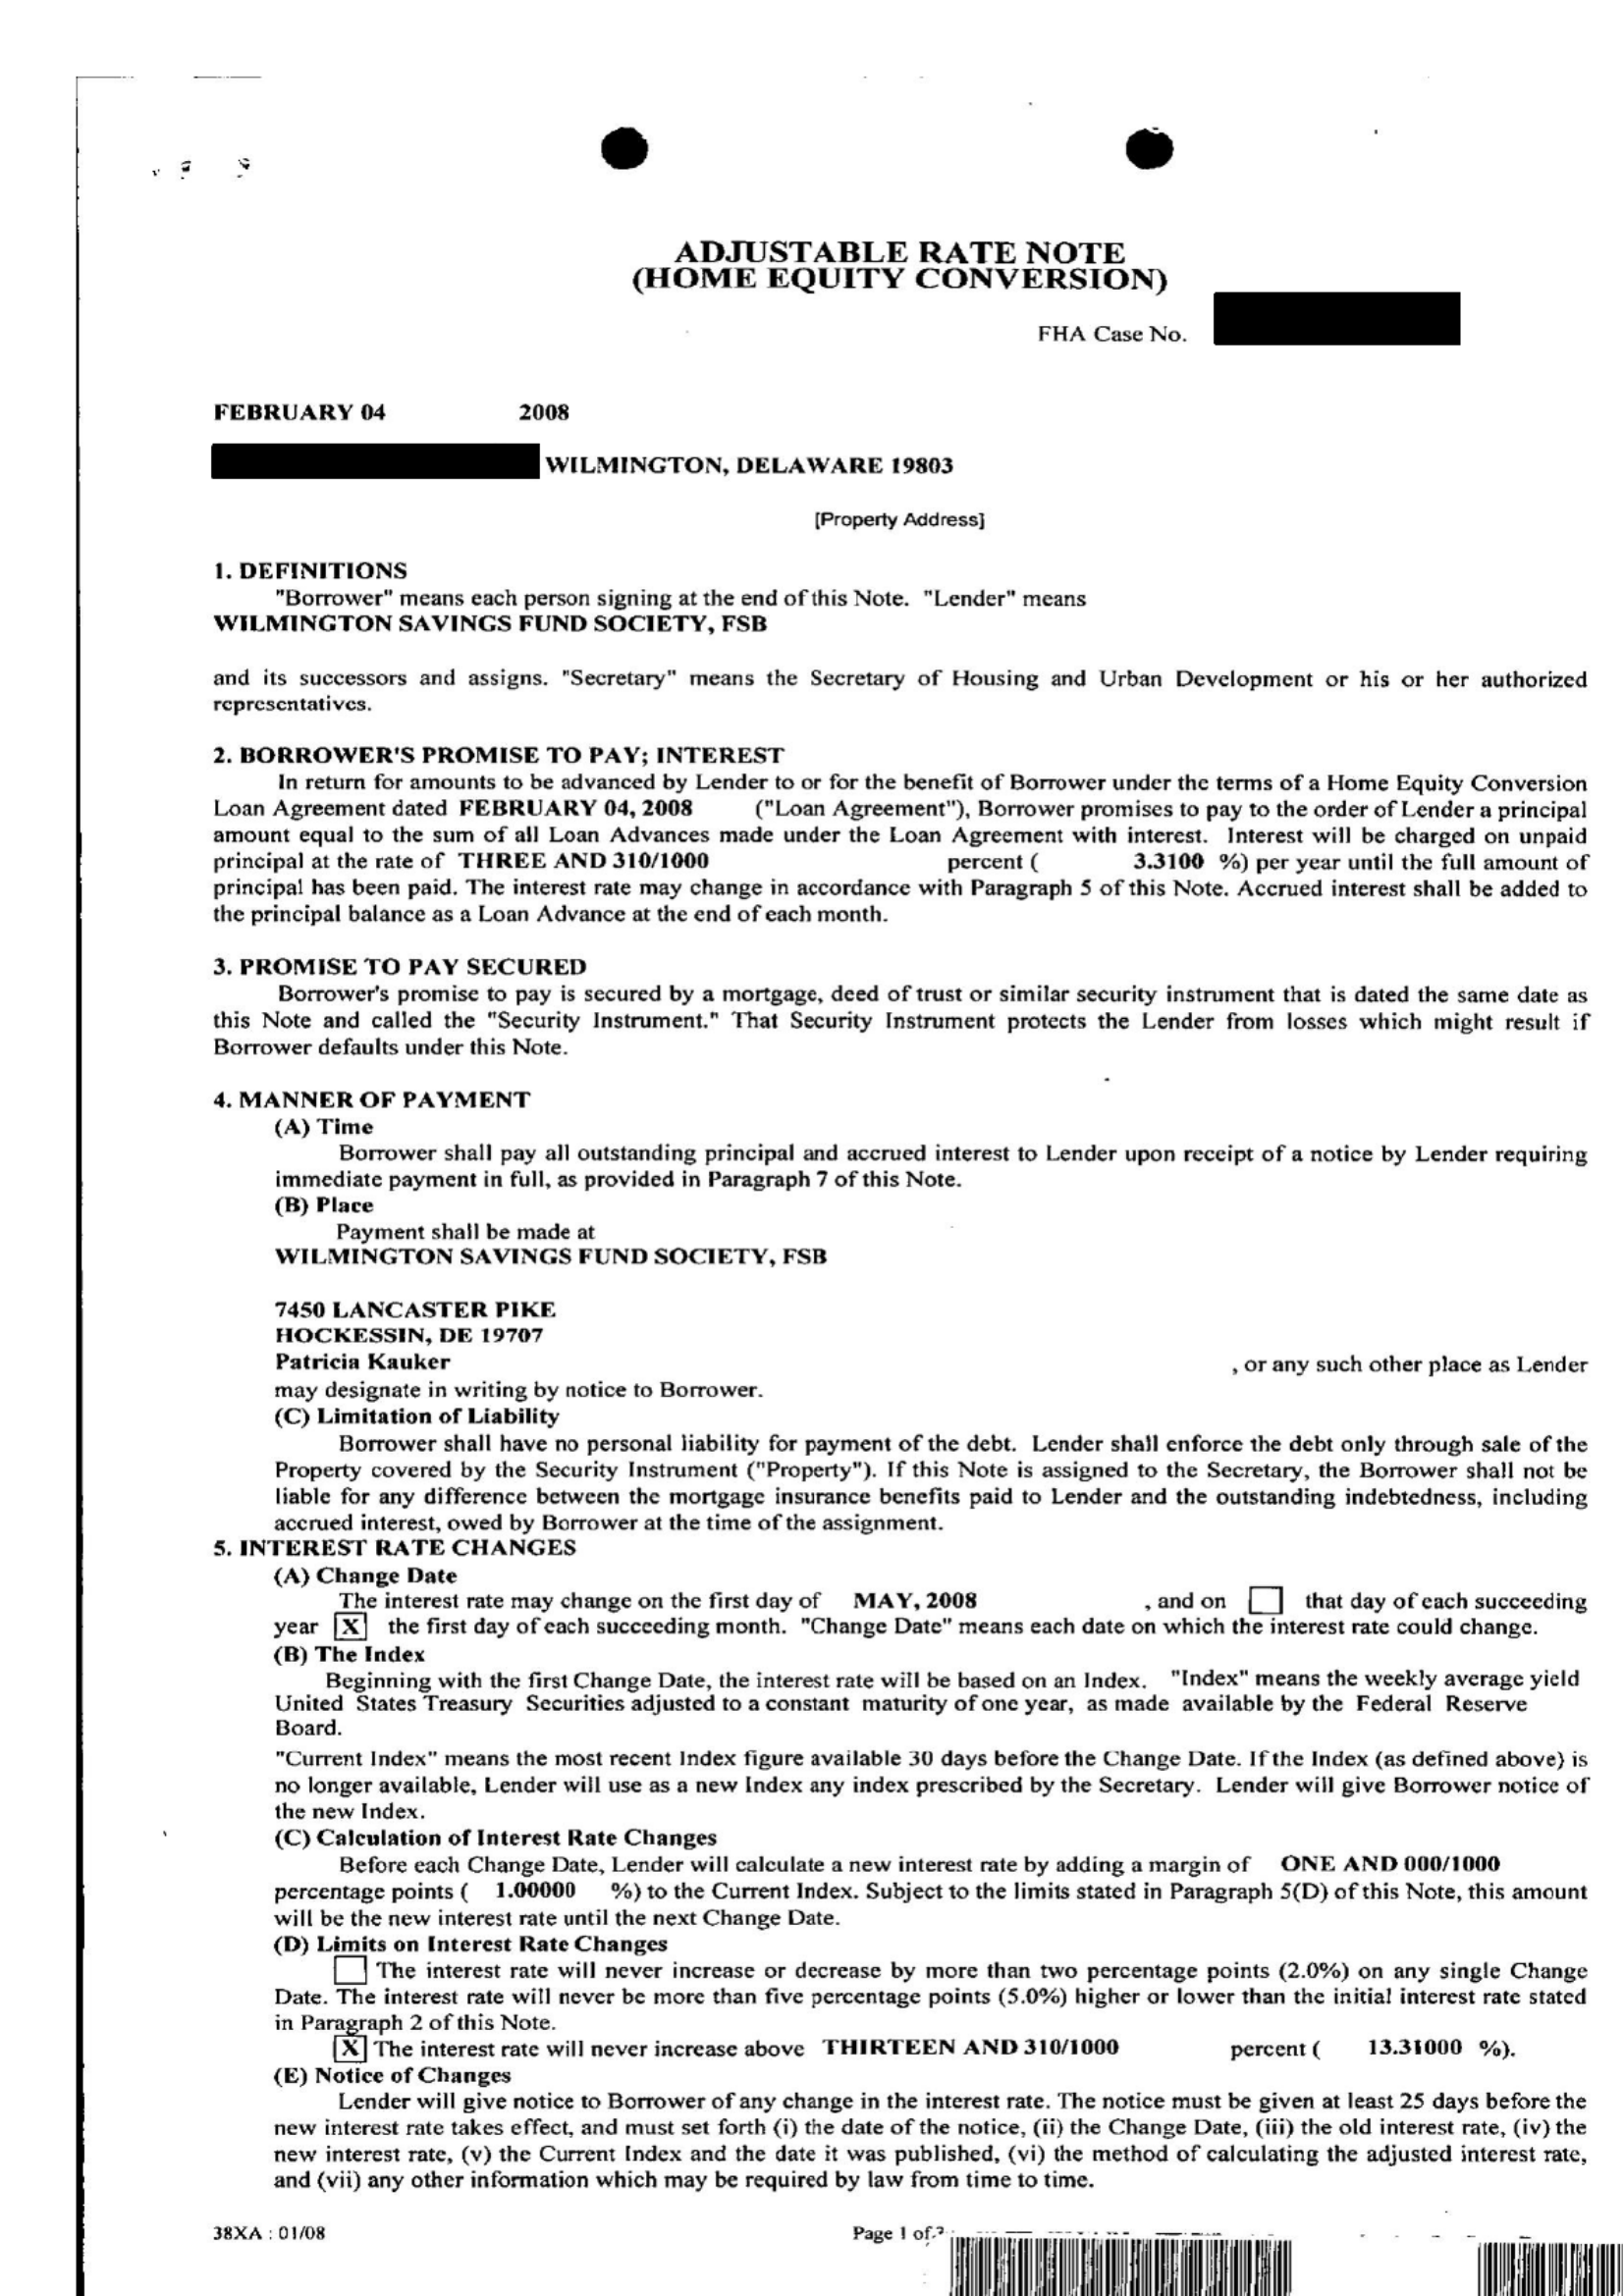 ADJUSTABLE RATE NOTE
(HOME EQUITY CONVERSION)
FHA Case No.
FEBRUARY 04 2008
WILMINGTON, DELAWARE 19803
[Property Address]
1. DEFINITIONS
"Borrower" means each person signing at the end of this Note. "Lender" means
WILMINGTON SAVINGS FUND SOCIETY, FSB
and its successors and assigns. "Secretary" means the Secretary of Housing and Urban Development or his or her authorized
representatives.
2. BORROWER'S PROMISE TO PAY; INTEREST
In return for amounts to be advanced by Lender to or for the benefit of Borrower under the terms of a Home Equity Conversion
Loan Agreement dated FEBRUARY 04, 2008 ("Loan Agreement"), Borrower promises to pay to the order of Lender a principal
amount equal to the sum of all Loan Advances made under the Loan Agreement with interest. Interest will be charged on unpaid
principal at the rate of THREE AND 310/1000 percent ( 3.3100 %) per year until the full amount of
principal has been paid. The interest rate may change in accordance with Paragraph 5 of this Note. Accrued interest shall be added to
the principal balance as a Loan Advance at the end of each month.
3. PROMISE TO PAY SECURED
Borrower's promise to pay is secured by a mortgage, deed of trust or similar security instrument that is dated the same date as
this Note and called the "Security Instrument." That Security Instrument protects the Lender from losses which might result if
Borrower defaults under this Note.
4. MANNER OF PAYMENT
(A) Time
Borrower shall pay all outstanding principal and accrued interest to Lender upon receipt of a notice by Lender requiring
immediate payment in full, as provided in Paragraph 7 of this Note.
(B) Place
Payment shall be made at
WILMINGTON SAVINGS FUND SOCIETY, FSB
7450 LANCASTER PIKE
HOCKESSIN, DE 19707
Patricia Kauker , or any such other place as Lender
may designate in writing by notice to Borrower.
(C) Limitation of Liability
Borrower shall have no personal liability for payment of the debt. Lender shall enforce the debt only through sale of the
Property covered by the Security Instrument ("Property"). If this Note is assigned to the Secretary, the Borrower shall not be
liable for any difference between the mortgage insurance benefits paid to Lender and the outstanding indebtedness, including
accrued interest, owed by Borrower at the time of the assignment.
5. INTEREST RATE CHANGES
(A) Change Date
The interest rate may change on the first day of MAY, 2008 , and on that day of each succeeding
year X the first day of each succeeding month. "Change Date" means each date on which the interest rate could change.
(B) The Index
Beginning with the first Change Date, the interest rate will be based on an Index. "Index" means the weekly average yield
United States Treasury Securities adjusted to a constant maturity of one year, as made available by the Federal Reserve
Board.
"Current Index" means the most recent Index figure available 30 days before the Change Date. If the Index (as defined above) is
no longer available, Lender will use as a new Index any index prescribed by the Secretary. Lender will give Borrower notice of
the new Index.
(C) Calculation of Interest Rate Changes
Before each Change Date, Lender will calculate a new interest rate by adding a margin of ONE AND 000/1000
percentage points ( 1.00000 %) to the Current Index. Subject to the limits stated in Paragraph 5(D) of this Note, this amount
will be the new interest rate until the next Change Date.
(D) Limits on Interest Rate Changes
The interest rate will never increase or decrease by more than two percentage points (2.0%) on any single Change
Date. The interest rate will never be more than five percentage points (5.0%) higher or lower than the initial interest rate stated
in Paragraph 2 of this Note.
X The interest rate will never increase above THIRTEEN AND 310/1000 percent ( 13.31000 %).
(E) Notice of Changes
Lender will give notice to Borrower of any change in the interest rate. The notice must be given at least 25 days before the
new interest rate takes effect, and must set forth (i) the date of the notice, (ii) the Change Date, (iii) the old interest rate, (iv) the
new interest rate, (v) the Current Index and the date it was published, (vi) the method of calculating the adjusted interest rate,
and (vii) any other information which may be required by law from time to time.
38XA : 01/08 Page 1 of